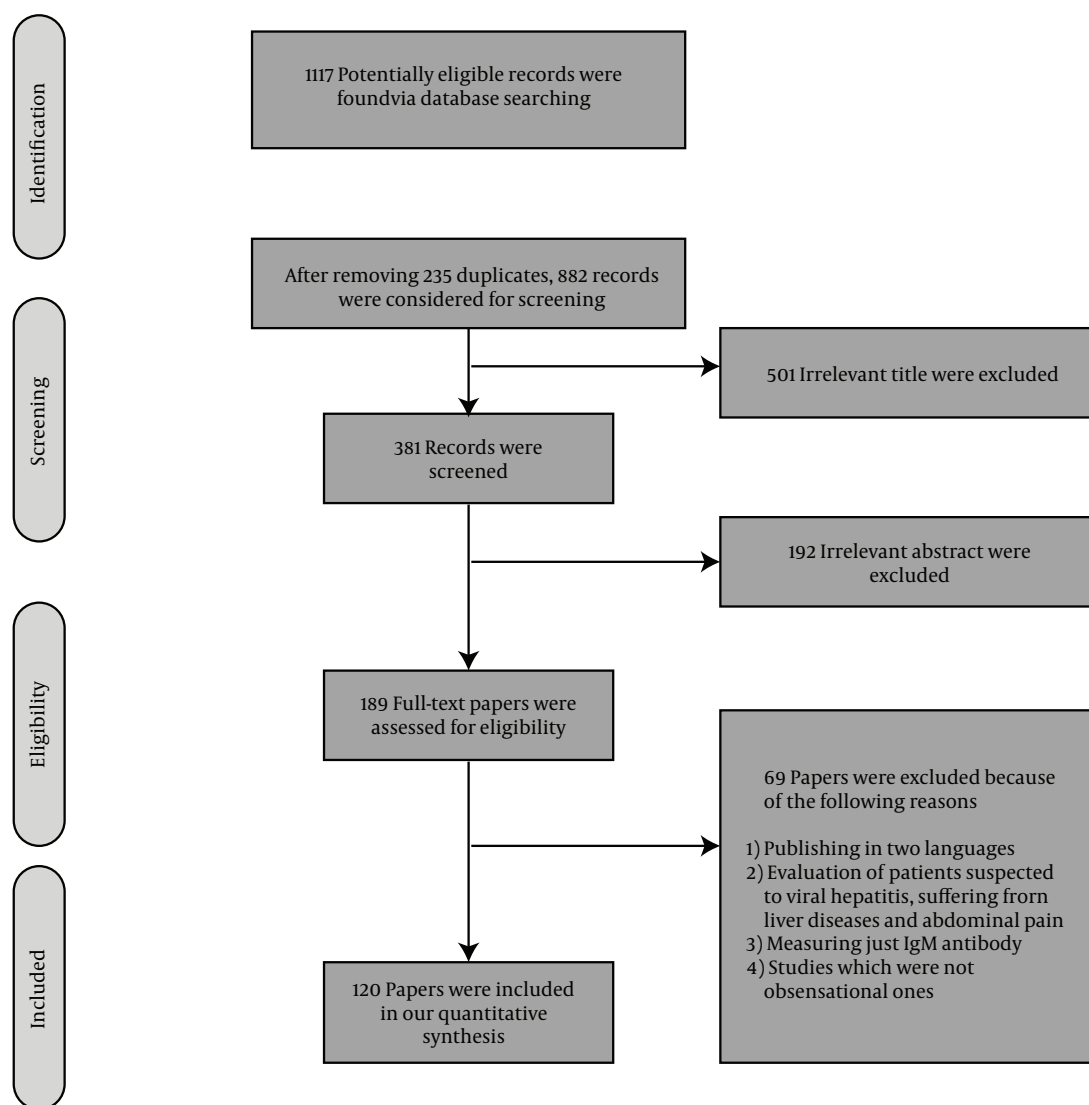 Identification
1117 Potentially eligible records were
foundvia database searching
After removing 235 duplicates, 882 records
were considered for screening
Screening
501 Irrelevant title were excluded
381 Records were
screened
192 Irrelevant abstract were
excluded
Eligibility
189 Full-text papers were
assessed for eligibility
69 Papers were excluded because
of the following reasons
1) Publishing in two languages
2) Evaluation of patients suspected
to viral hepatitis, suffering frorn
liver diseases and abdominal pain
3) Measuring just IgM antibody
4) Studies which were not
obsensational ones
Included
120 Papers were included
in our quantitative
synthesis